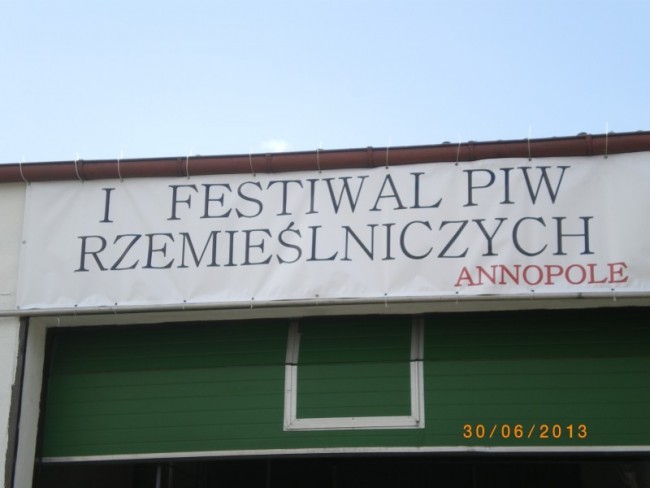 I FESTIWAL PIW
RZEMIEŚLNICZYCH
ANNOPOLE
30/06/2013